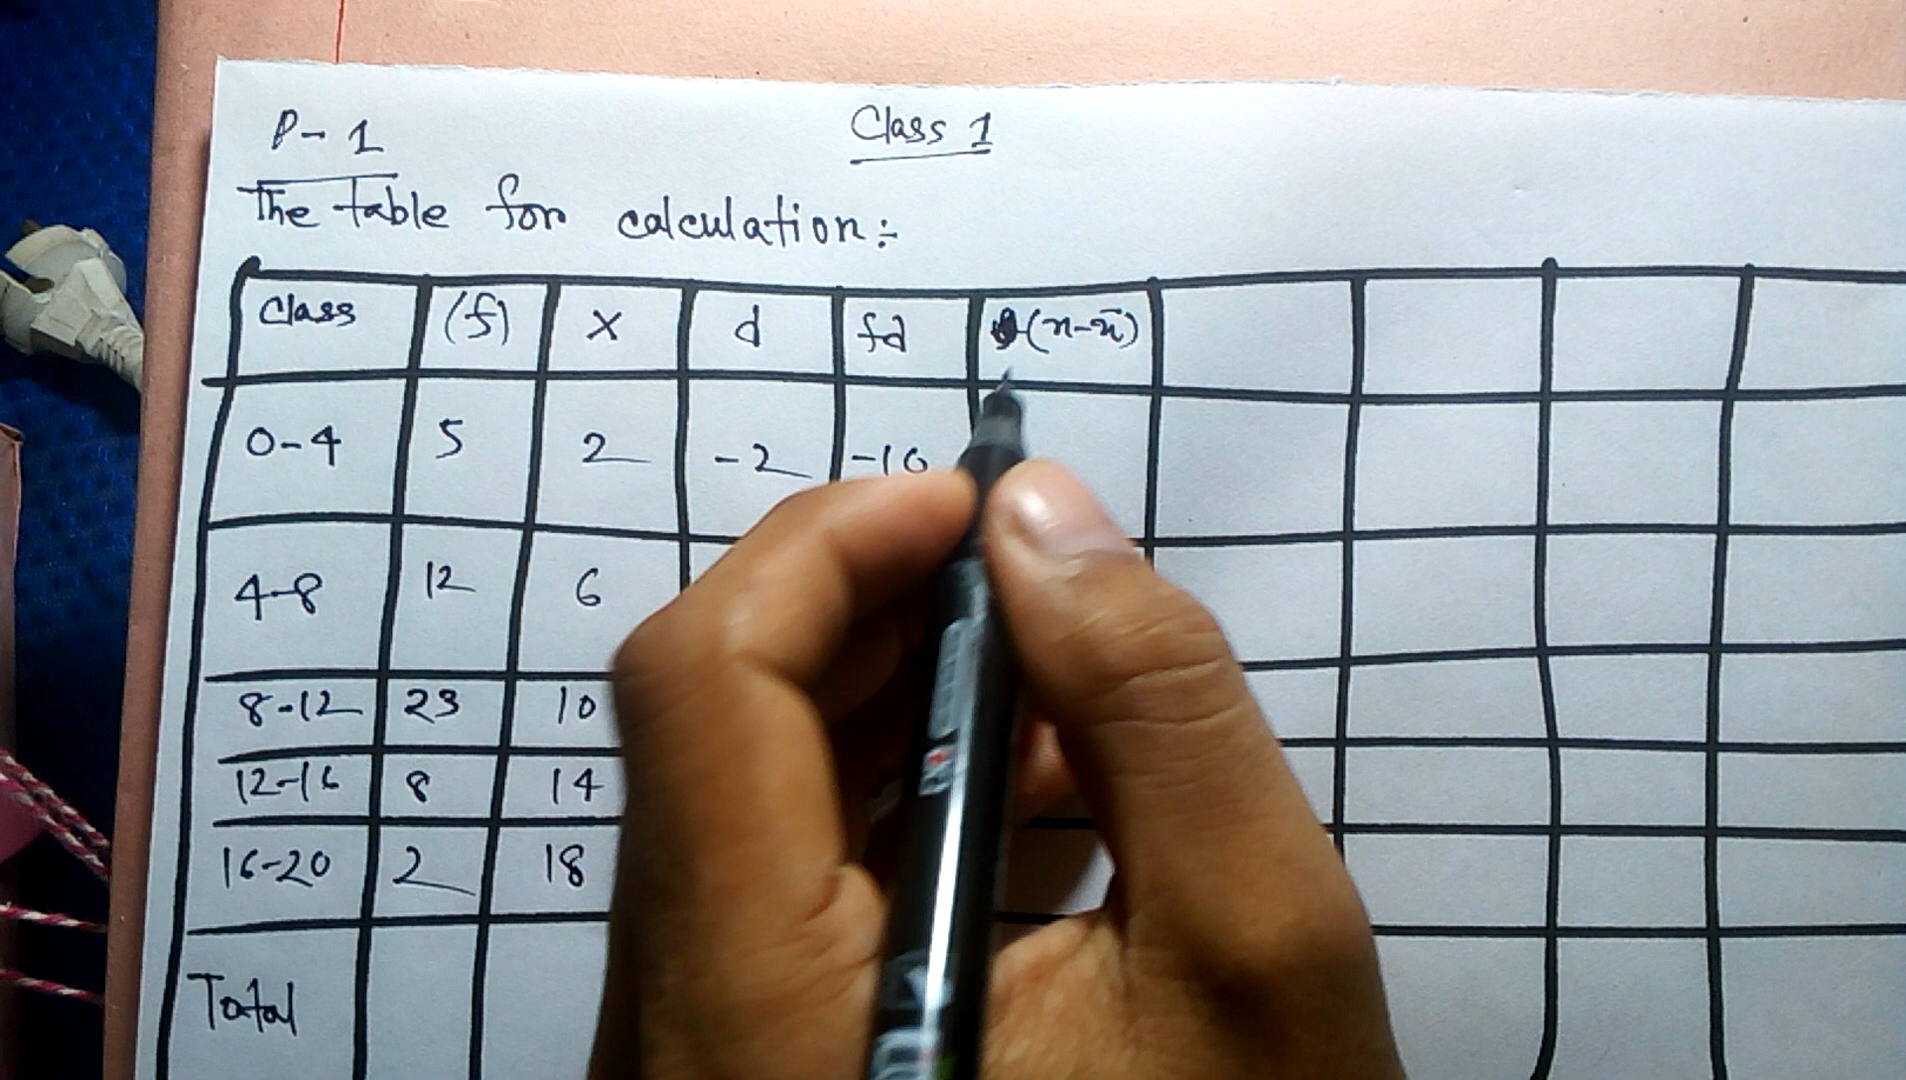 P-1
Class 1
The table for calculation:-
Class (f) X d fd (x-x̄)
0-4 5 2 -2 -10
4-8 12 6
8-12 23 10
12-16 8 14
16-20 2 18
Total